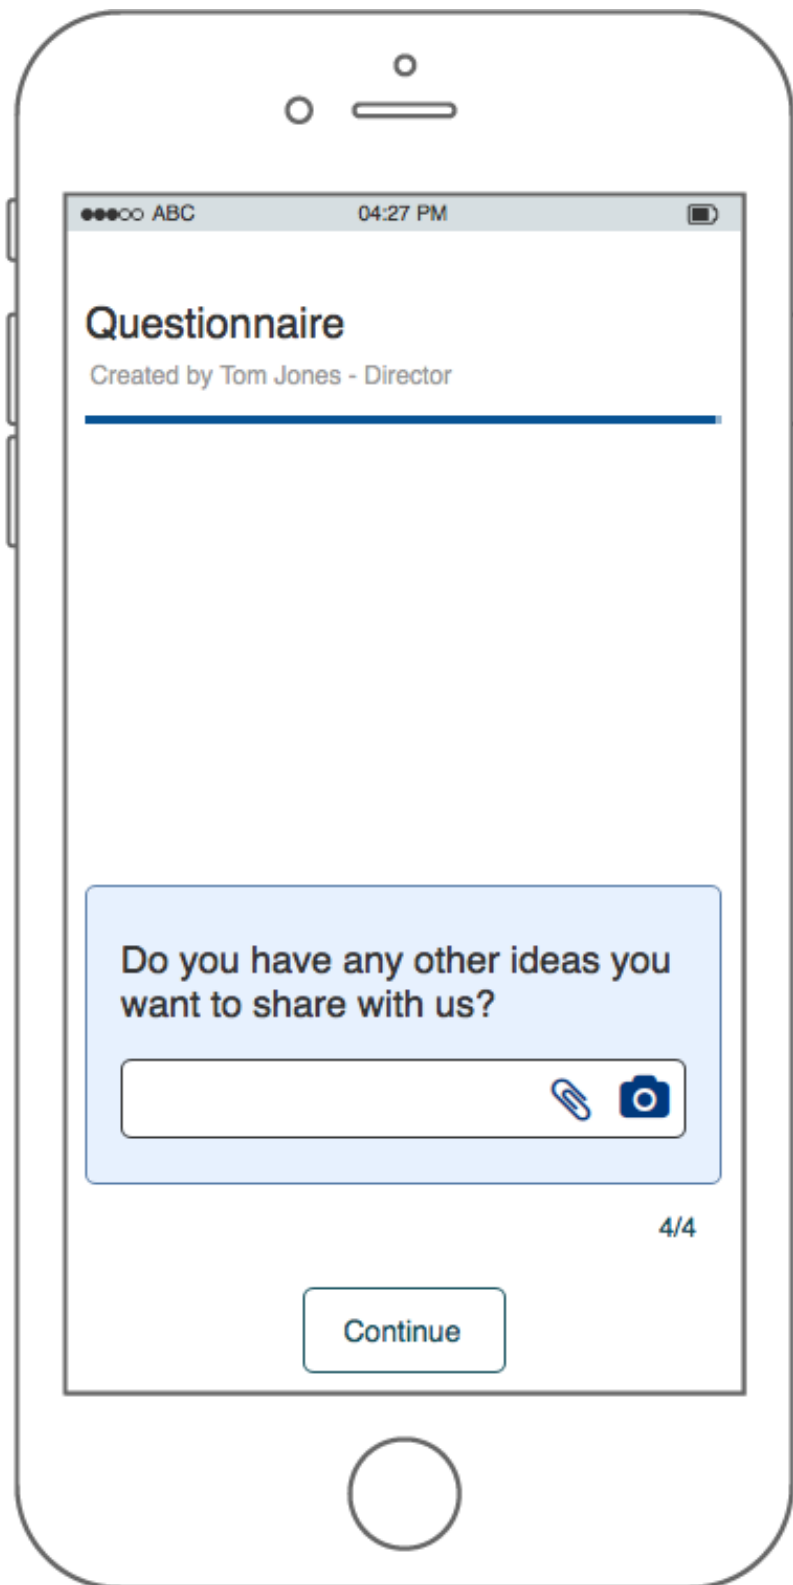 ABC 04:27 PM
Questionnaire
Created by Tom Jones - Director
Do you have any other ideas you
want to share with us?
4/4
Continue